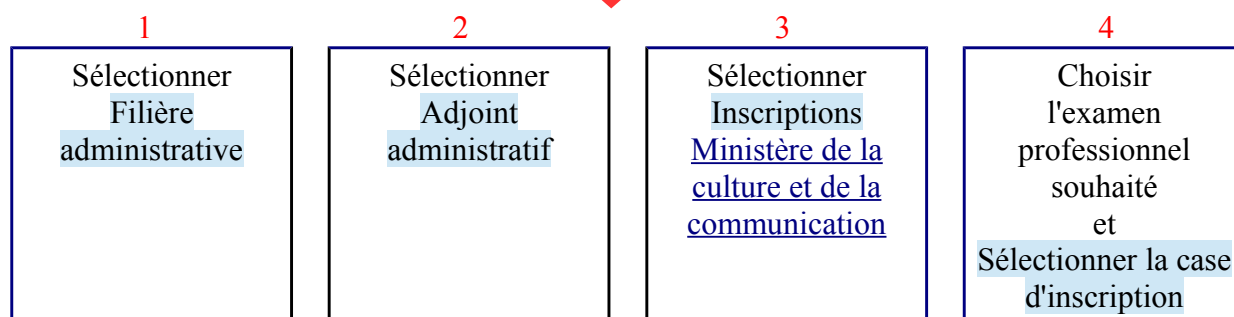 1
Sélectionner
Filière
administrative
2
Sélectionner
Adjoint
administratif
3
Sélectionner
Inscriptions
Ministère de la
culture et de la
communication
4
Choisir
l'examen
professionnel
souhaité
et
Sélectionner la case
d'inscription